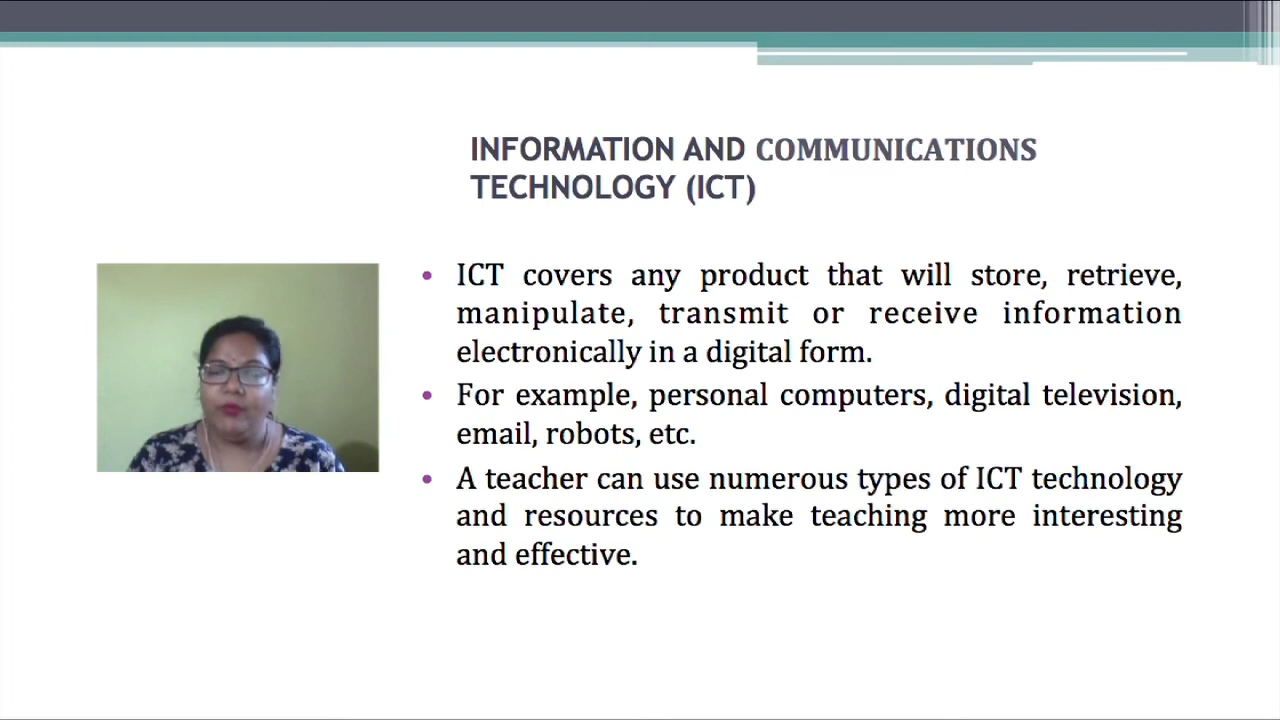 INFORMATION AND COMMUNICATIONS
TECHNOLOGY (ICT)
• ICT covers any product that will store, retrieve,
manipulate, transmit or receive information
electronically in a digital form.
• For example, personal computers, digital television,
email, robots, etc.
• A teacher can use numerous types of ICT technology
and resources to make teaching more interesting
and effective.